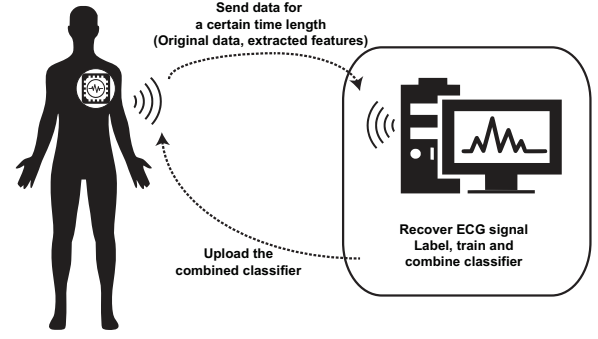 Send data for
a certain time length
(Original data, extracted features)
Recover ECG signal
Label, train and
combine classifier
Upload the
combined classifier